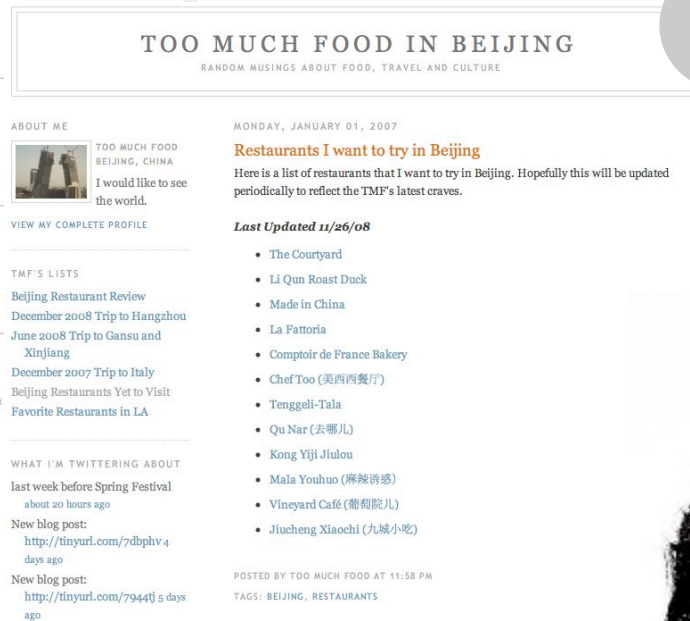 TOO MUCH FOOD IN BEIJING
RANDOM MUSINGS ABOUT FOOD, TRAVEL AND CULTURE
ABOUT ME
TOO MUCH FOOD
BEIJING, CHINA
I would like to see
the world.
VIEW MY COMPLETE PROFILE
TMF'S LISTS
Beijing Restaurant Review
December 2008 Trip to Hangzhou
June 2008 Trip to Gansu and
Xinjiang
December 2007 Trip to Italy
Beijing Restaurants Yet to Visit
Favorite Restaurants in LA
WHAT I'M TWITTERING ABOUT
last week before Spring Festival
about 20 hours ago
New blog post:
http://tinyurl.com/7dbphv 4
days ago
New blog post:
http://tinyurl.com/7944tj 5 days
ago
MONDAY, JANUARY 01, 2007
Restaurants I want to try in Beijing
Here is a list of restaurants that I want to try in Beijing. Hopefully this will be updated
periodically to reflect the TMF's latest craves.
Last Updated 11/26/08
The Courtyard
Li Qun Roast Duck
Made in China
La Fattoria
Comptoir de France Bakery
Chef Too (美西西餐厅)
Tenggeli-Tala
Qu Nar (去哪儿)
Kong Yiji Jiulou
Mala Youhuo (麻辣诱惑)
Vineyard Café (葡萄院儿)
Jiucheng Xiaochi (九城小吃)
POSTED BY TOO MUCH FOOD AT 11:58 PM
TAGS: BEIJING, RESTAURANTS